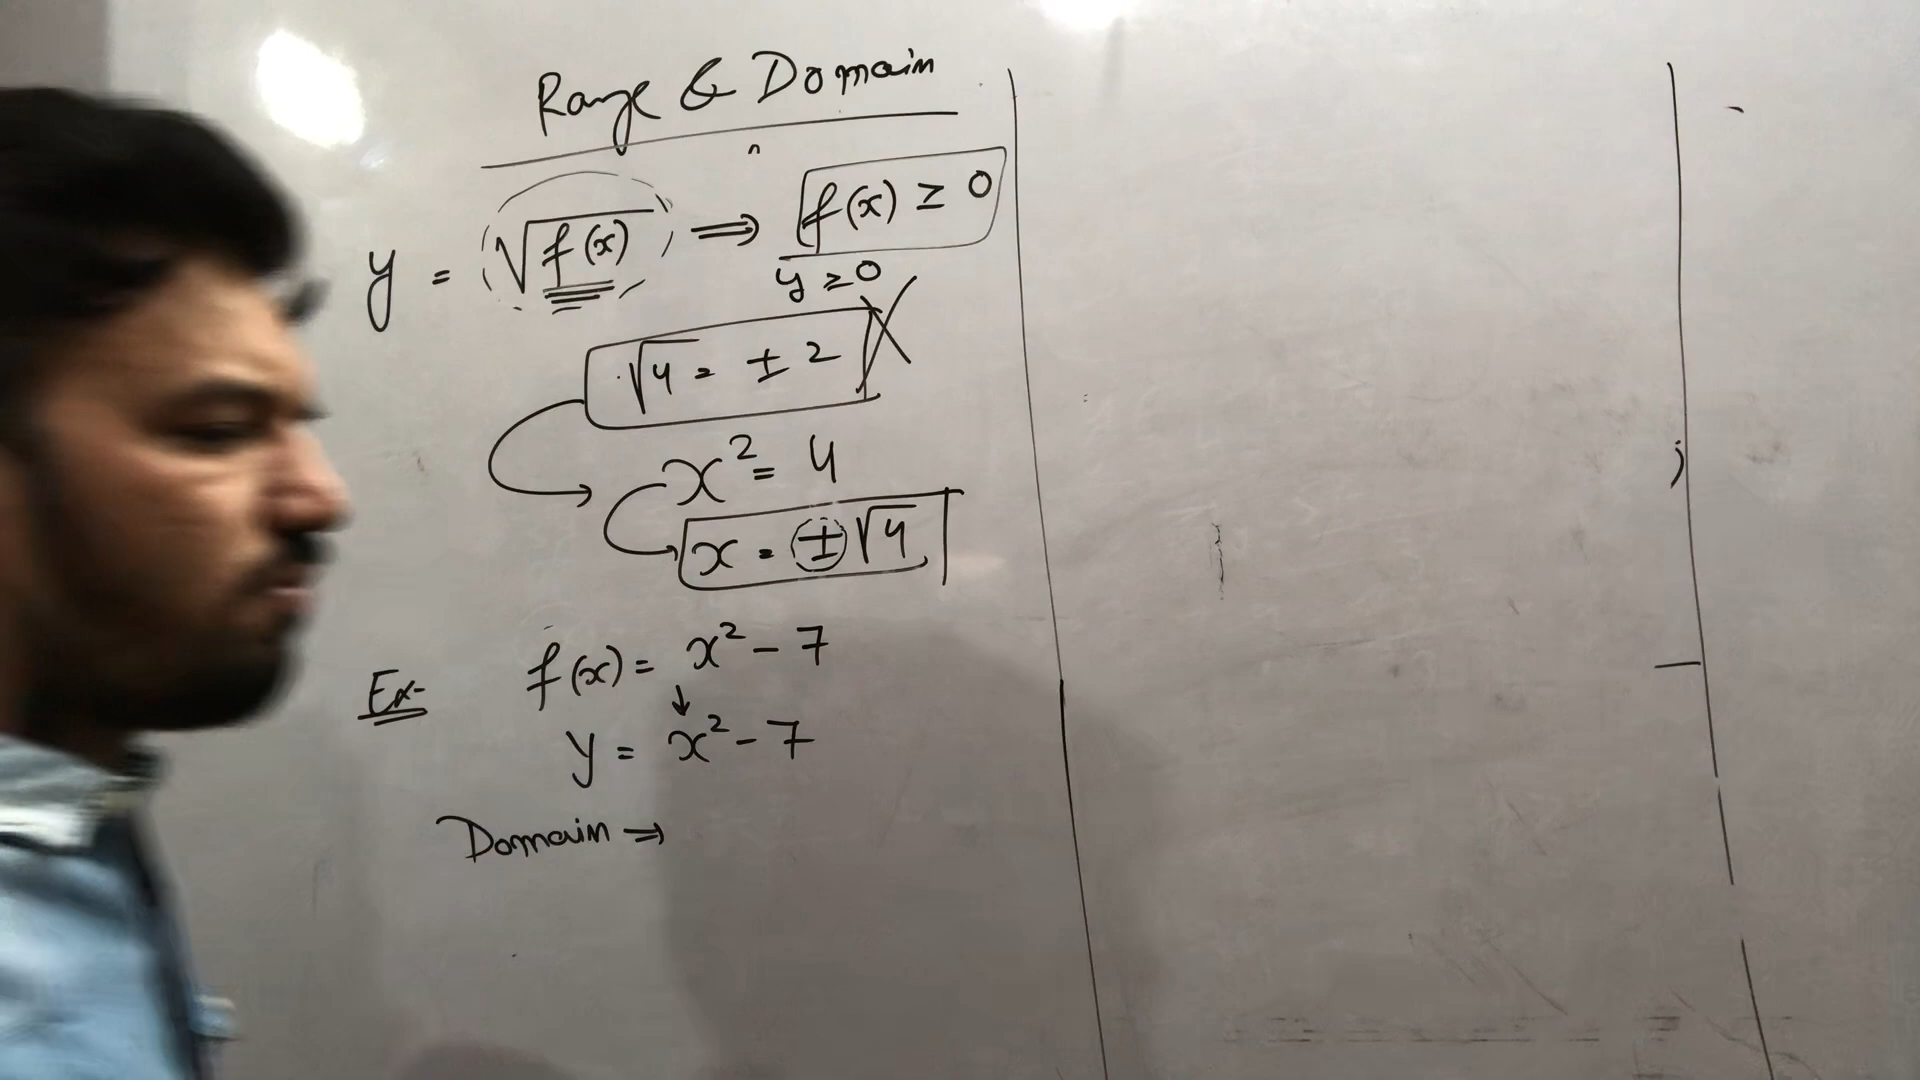 Range & Domain
y = √f(x) ⟹ f(x) ≥ 0
y ≥ 0
√4 = ± 2
x² = 4
x = ±√4
Ex- f(x) = x² - 7
y = x² - 7
Domain ⇒